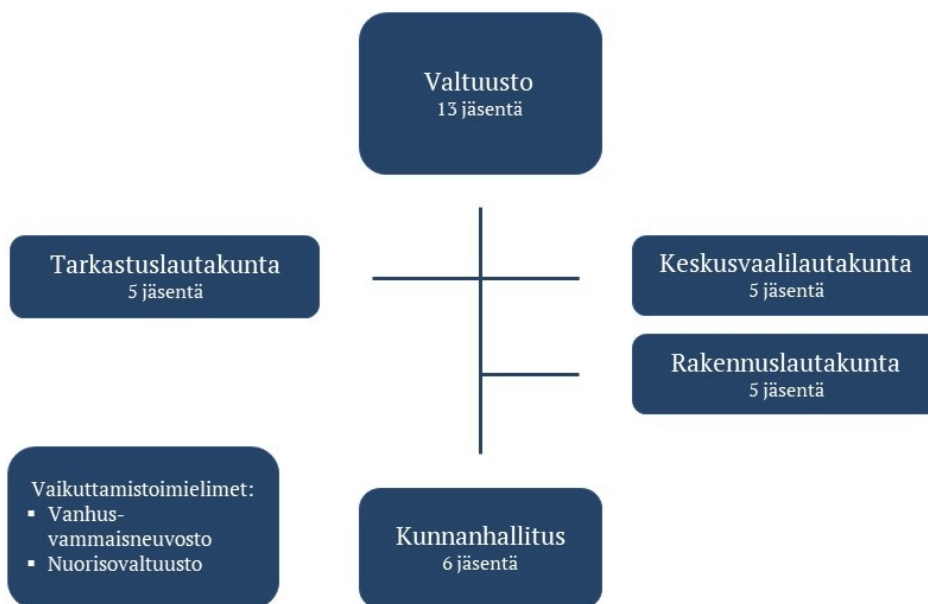 Valtuusto
13 jäsentä
Tarkastuslautakunta
5 jäsentä
Keskusvaalilautakunta
5 jäsentä
Rakennuslautakunta
5 jäsentä
Vaikuttamistoimielimet:
▪ Vanhus-
vammaisneuvosto
▪ Nuorisovaltuusto
Kunnanhallitus
6 jäsentä